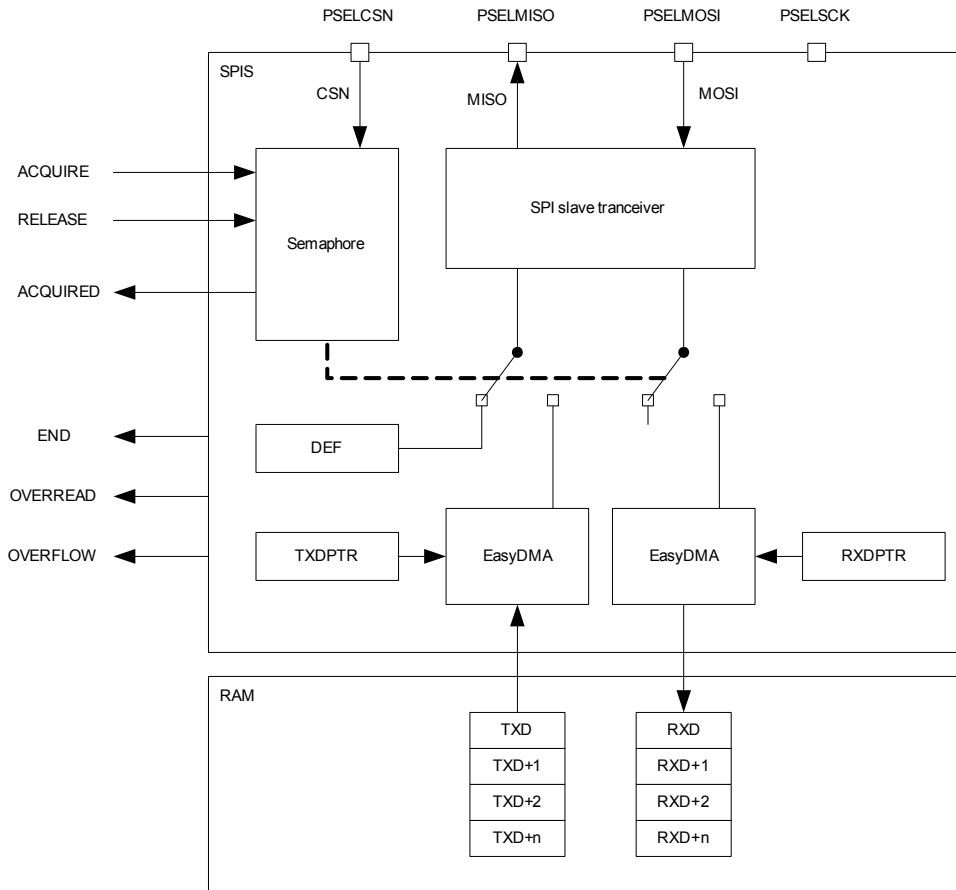 PSELCSN
PSELMISO
PSELMOSI
PSELSCK
SPIS
CSN
MISO
MOSI
ACQUIRE
RELEASE
ACQUIRED
Semaphore
SPI slave tranceiver
END
OVERREAD
OVERFLOW
DEF
TXDPTR
EasyDMA
EasyDMA
RXDPTR
RAM
TXD
TXD+1
TXD+2
TXD+n
RXD
RXD+1
RXD+2
RXD+n